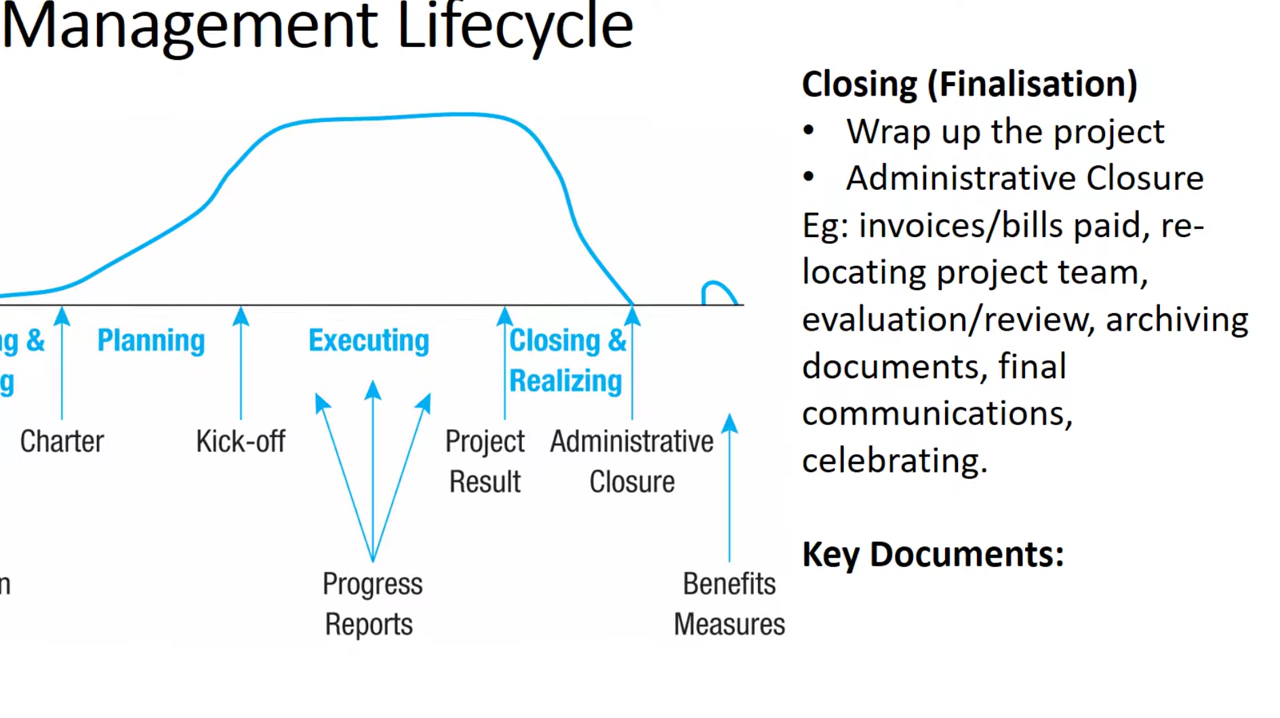 Management Lifecycle
Closing (Finalisation)
• Wrap up the project
• Administrative Closure
Eg: invoices/bills paid, re-
locating project team,
evaluation/review, archiving
documents, final
communications,
celebrating.
Key Documents:
g &
g
Planning
Executing
Closing &
Realizing
Charter
Kick-off
Project
Result
Administrative
Closure
n
Progress
Reports
Benefits
Measures